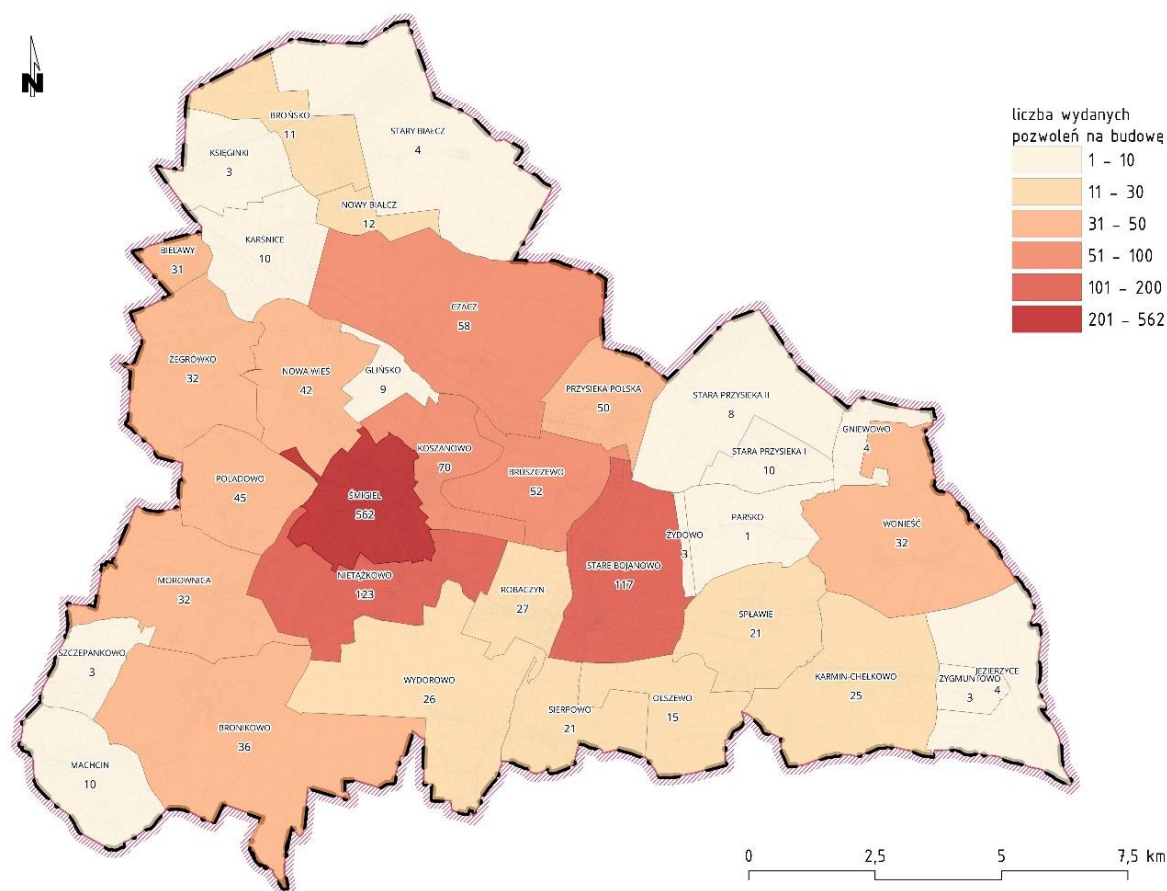 N
liczba wydanych
pozwoleń na budowę
1 – 10
11 – 30
31 – 50
51 – 100
101 – 200
201 – 562
BROŃSKO
11
STARY BIAŁCZ
4
KSIĘGINKI
3
NOWY BIAŁCZ
12
KARŚNICE
10
BIELAWY
31
CZACZ
58
ŻEGRÓWKO
32
NOWA WIEŚ
42
GLIŃSKO
9
PRZYSIEKA POLSKA
50
STARA PRZYSIEKA II
8
GNIEWOWO
4
STARA PRZYSIEKA I
10
KOSZANOWO
70
BRUSZCZEWO
52
POLADOWO
45
ŚMIGIEL
562
PARSKO
1
WONIEŚĆ
32
ŻYDOWO
3
STARE BOJANOWO
117
MOROWNICA
32
NIETĄŻKOWO
123
ROBACZYN
27
SPŁAWIE
21
SZCZEPANKOWO
3
WYDOROWO
26
KARMIN-CHEŁKOWO
25
JEZIERZYCE
4
ZYGMUNTOWO
3
SIERPOWO
21
OLSZEWO
15
BRONIKOWO
36
MACHCIN
10
0 2,5 5 7,5 km